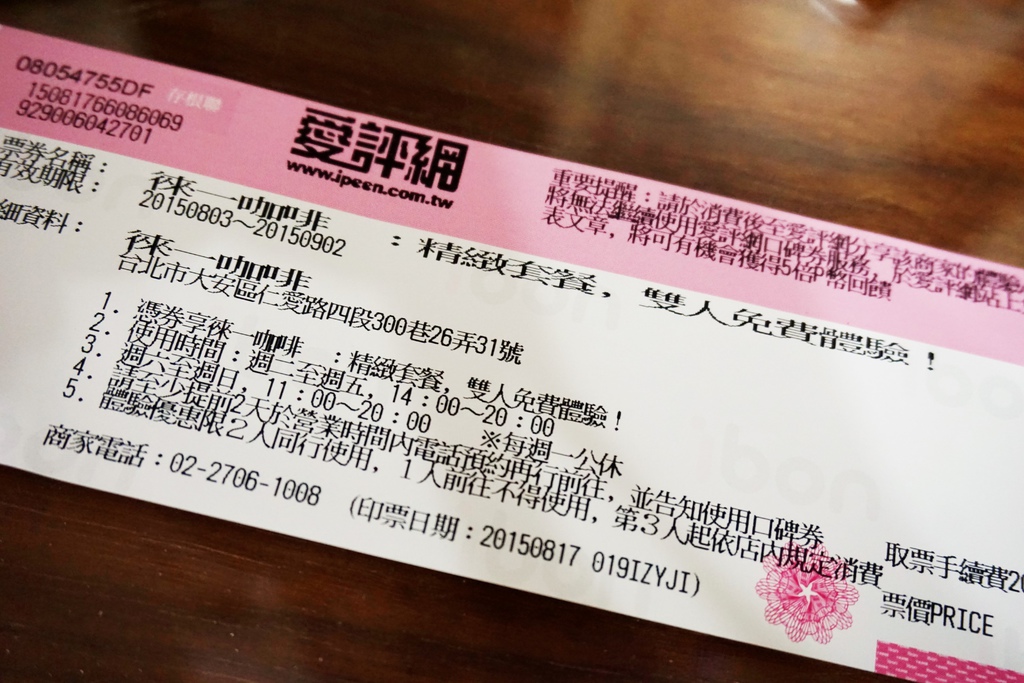 08054755DF 存根聯
15081766086069
929006042701
愛評網
www.ipeen.com.tw
重要提醒：請於消費後至愛評網分享該商家的體驗
將無法繼續使用愛評網口碑券服務，於愛評網站上
表文章，將可有機會獲得5倍p幣回饋
票券名稱：徠一咖啡 ：精緻套餐，雙人免費體驗！
有效期限：20150803～20150902
細資料：徠一咖啡
台北市大安區仁愛路四段300巷26弄31號
1. 憑券享徠一咖啡 ：精緻套餐，雙人免費體驗！
2. 使用時間：週二至週五，14：00～20：00
3. 週六至週日，11：00～20：00 ※每週一公休
4. 請至少提前2天於營業時間內電話預約再行前往，並告知使用口碑券
5. 體驗優惠限2人同行使用，1人前往不得使用，第3人起依店內規定消費
商家電話：02-2706-1008 (印票日期：20150817 019IZYJI)
取票手續費20
票價PRICE